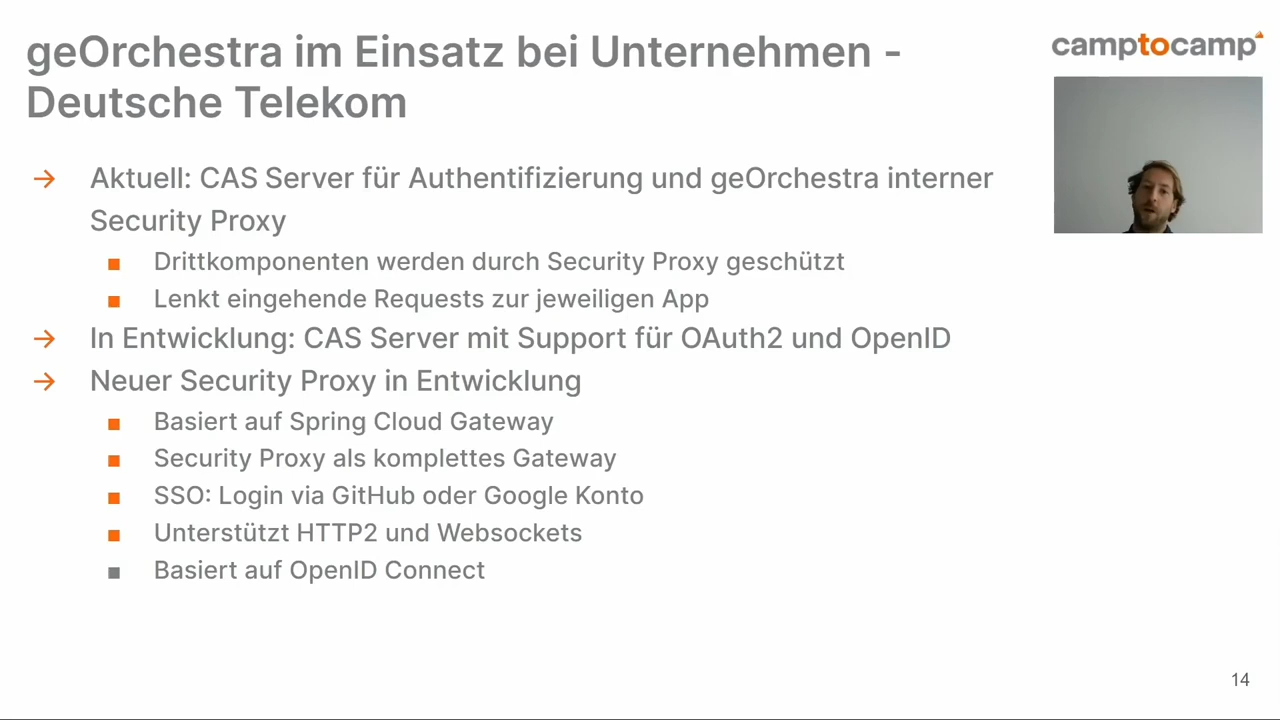 geOrchestra im Einsatz bei Unternehmen -
Deutsche Telekom
camptocamp
→ Aktuell: CAS Server für Authentifizierung und geOrchestra interner
Security Proxy
■ Drittkomponenten werden durch Security Proxy geschützt
■ Lenkt eingehende Requests zur jeweiligen App
→ In Entwicklung: CAS Server mit Support für OAuth2 und OpenID
→ Neuer Security Proxy in Entwicklung
■ Basiert auf Spring Cloud Gateway
■ Security Proxy als komplettes Gateway
■ SSO: Login via GitHub oder Google Konto
■ Unterstützt HTTP2 und Websockets
■ Basiert auf OpenID Connect
14